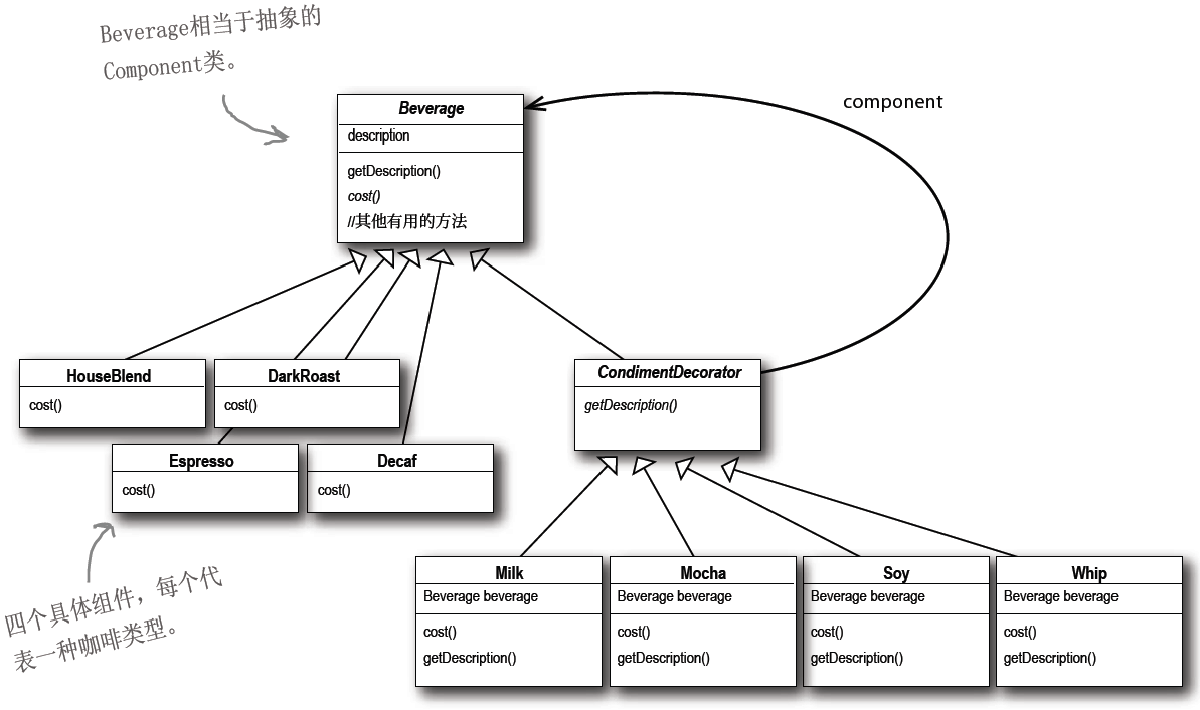 Beverage相当于抽象的
Component类。
component
Beverage
description
getDescription()
cost()
//其他有用的方法
HouseBlend
cost()
DarkRoast
cost()
CondimentDecorator
getDescription()
Espresso
cost()
Decaf
cost()
四个具体组件，每个代
表一种咖啡类型。
Milk
Beverage beverage
cost()
getDescription()
Mocha
Beverage beverage
cost()
getDescription()
Soy
Beverage beverage
cost()
getDescription()
Whip
Beverage beverage
cost()
getDescription()